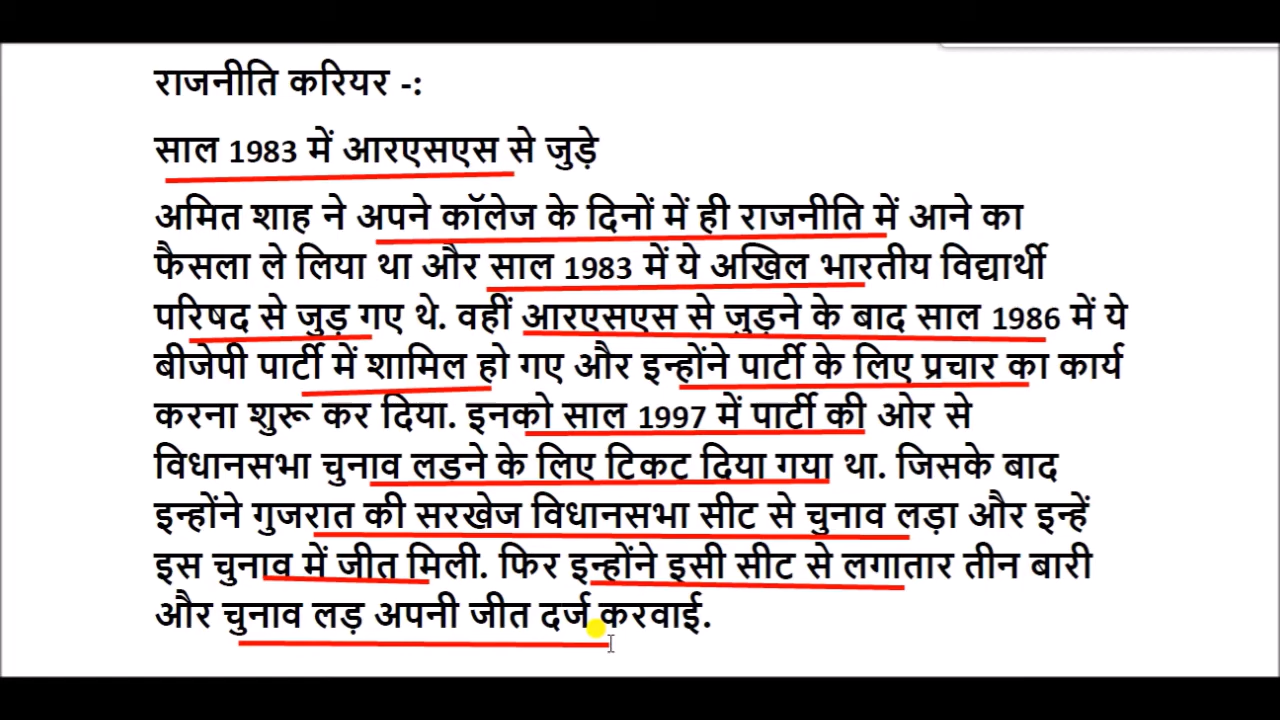 राजनीति करियर -:
साल 1983 में आरएसएस से जुड़े
अमित शाह ने अपने कॉलेज के दिनों में ही राजनीति में आने का
फैसला ले लिया था और साल 1983 में ये अखिल भारतीय विद्यार्थी
परिषद से जुड़ गए थे. वहीं आरएसएस से जुड़ने के बाद साल 1986 में ये
बीजेपी पार्टी में शामिल हो गए और इन्होंने पार्टी के लिए प्रचार का कार्य
करना शुरू कर दिया. इनको साल 1997 में पार्टी की ओर से
विधानसभा चुनाव लडने के लिए टिकट दिया गया था. जिसके बाद
इन्होंने गुजरात की सरखेज विधानसभा सीट से चुनाव लड़ा और इन्हें
इस चुनाव में जीत मिली. फिर इन्होंने इसी सीट से लगातार तीन बारी
और चुनाव लड़ अपनी जीत दर्ज करवाई.